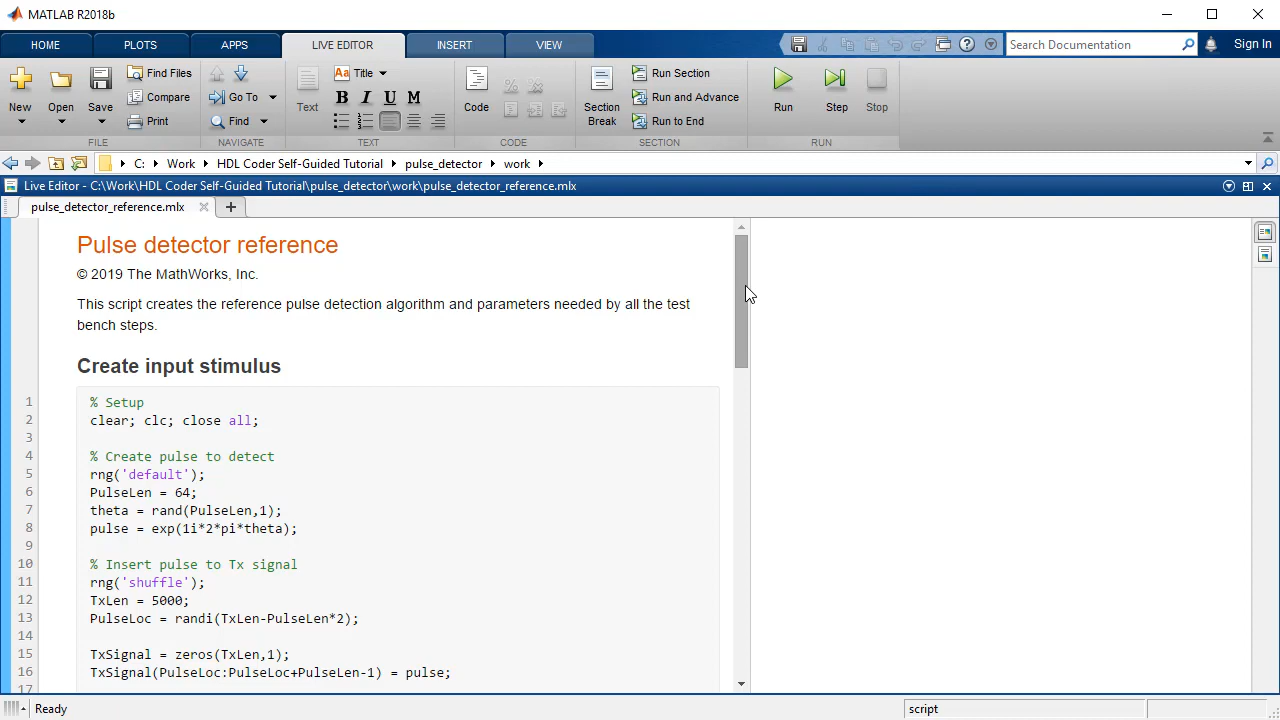 MATLAB R2018b
HOME PLOTS APPS LIVE EDITOR INSERT VIEW Search Documentation Sign In
New Open Save Find Files Compare Print Go To Find Text Title B I U M Code Section Break Run Section Run and Advance Run to End Run Step Stop
FILE NAVIGATE TEXT CODE SECTION RUN
C: Work HDL Coder Self-Guided Tutorial pulse_detector work
Live Editor - C:\Work\HDL Coder Self-Guided Tutorial\pulse_detector\work\pulse_detector_reference.mlx
pulse_detector_reference.mlx
Pulse detector reference
© 2019 The MathWorks, Inc.
This script creates the reference pulse detection algorithm and parameters needed by all the test
bench steps.
Create input stimulus
1 % Setup
2 clear; clc; close all;
3
4 % Create pulse to detect
5 rng('default');
6 PulseLen = 64;
7 theta = rand(PulseLen,1);
8 pulse = exp(1i*2*pi*theta);
9
10 % Insert pulse to Tx signal
11 rng('shuffle');
12 TxLen = 5000;
13 PulseLoc = randi(TxLen-PulseLen*2);
14
15 TxSignal = zeros(TxLen,1);
16 TxSignal(PulseLoc:PulseLoc+PulseLen-1) = pulse;
17
Ready script